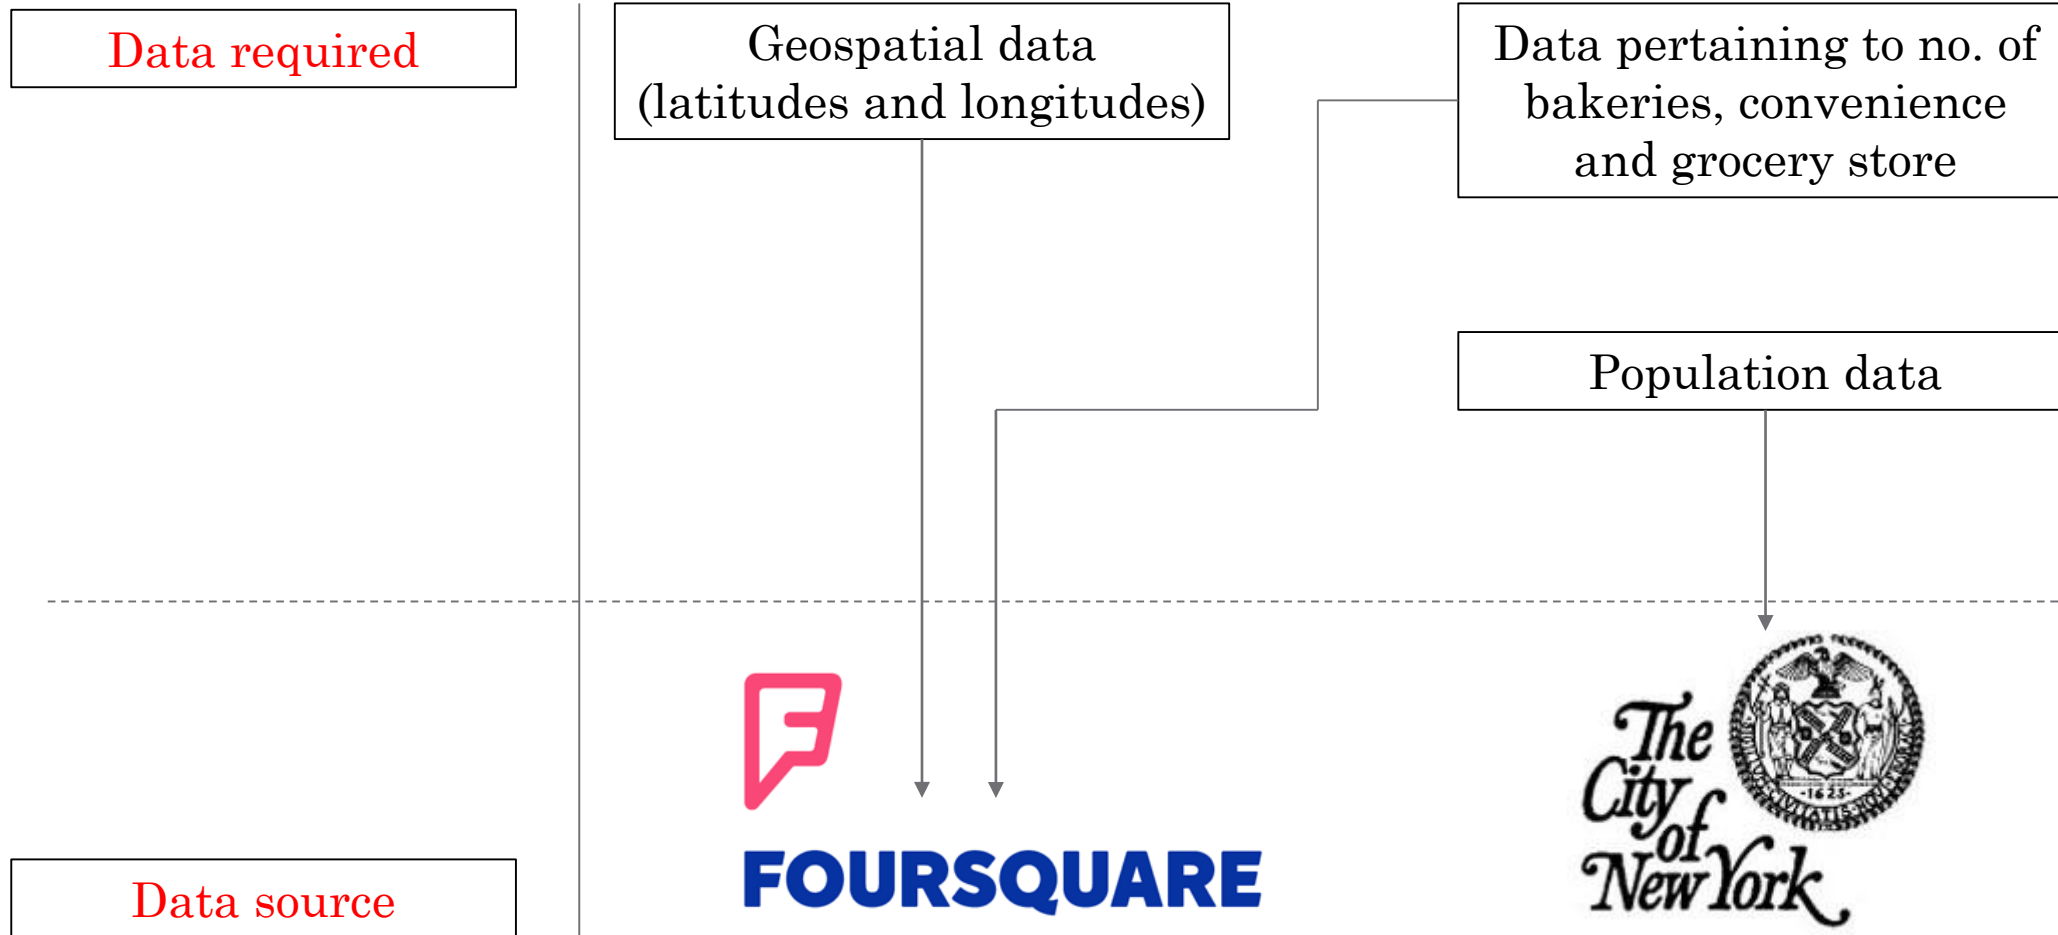 Data required
Geospatial data
(latitudes and longitudes)
Data pertaining to no. of
bakeries, convenience
and grocery store
Population data
FOURSQUARE
The
City
of
New York
-1625-
Data source